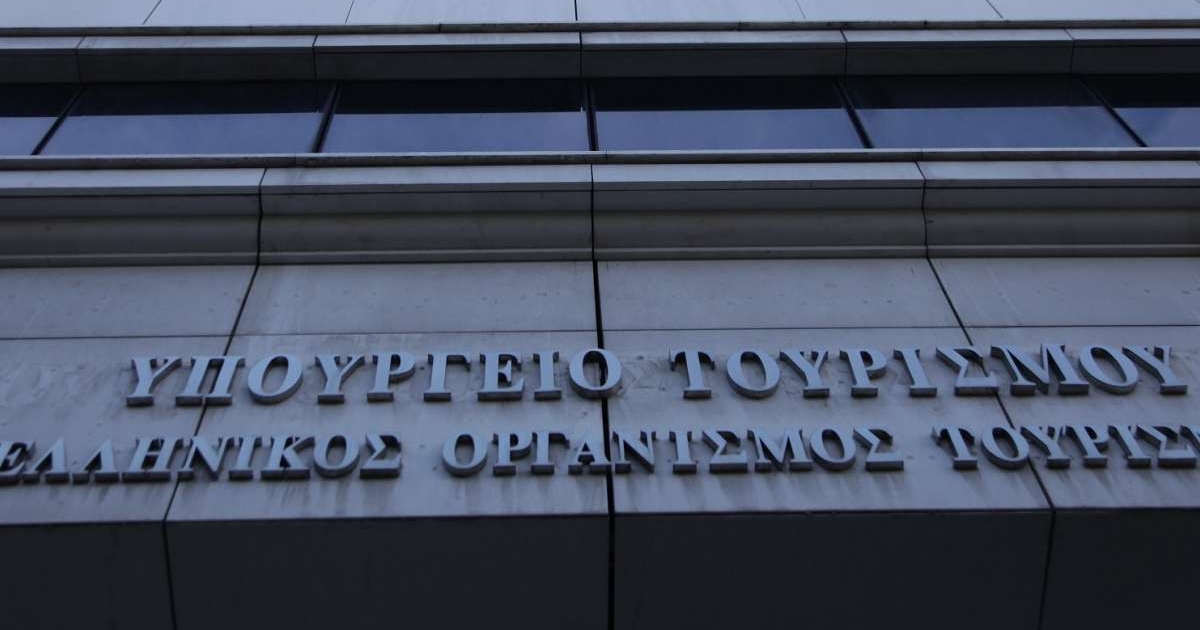 ΥΠΟΥΡΓΕΙΟ ΤΟΥΡΙΣΜΟΥ
ΕΛΛΗΝΙΚΟΣ ΟΡΓΑΝΙΣΜΟΣ ΤΟΥΡΙΣ